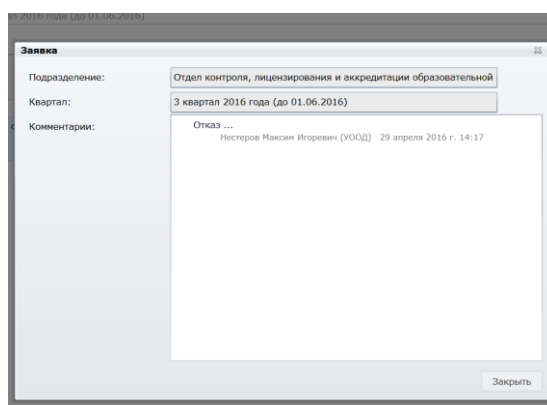 2016 года (до 01.06.2016)
Заявка
Подразделение: Отдел контроля, лицензирования и аккредитации образовательной
Квартал: 3 квартал 2016 года (до 01.06.2016)
Комментарии: Отказ ...
Нестеров Максим Игоревич (УООД) 29 апреля 2016 г. 14:17
Закрыть